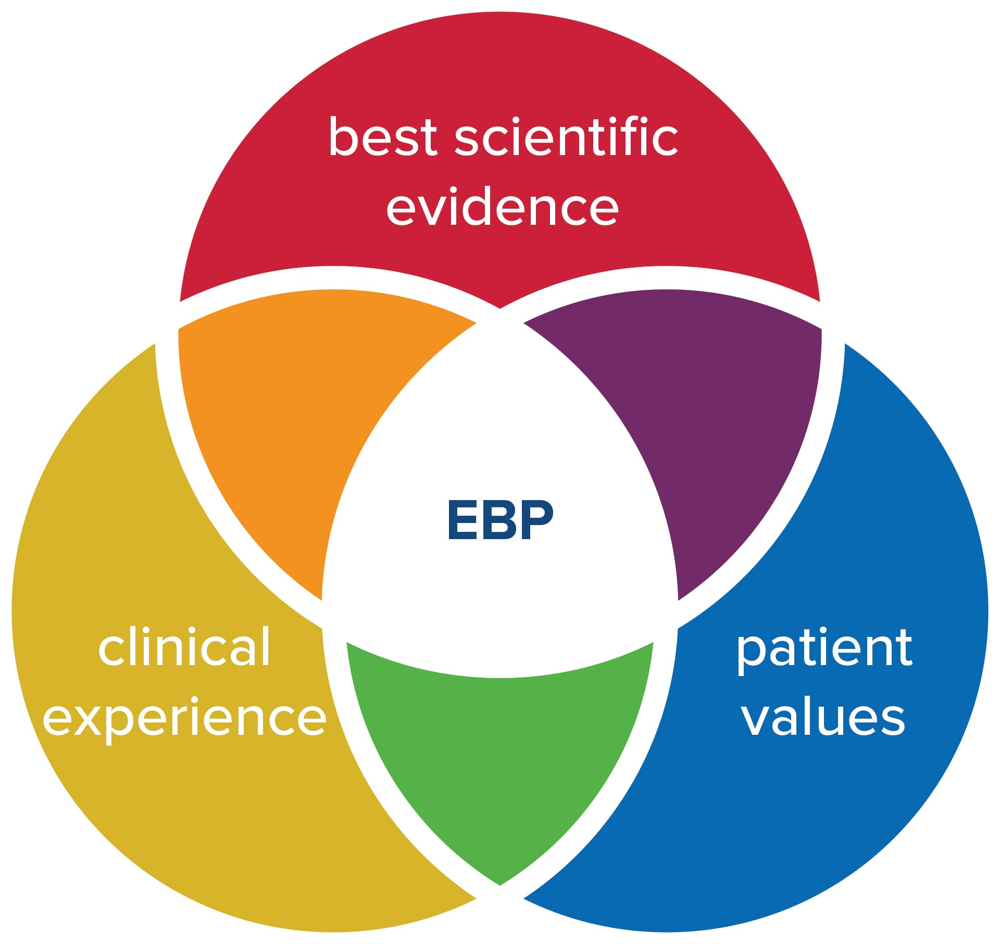 best scientific
evidence
EBP
clinical
experience
patient
values